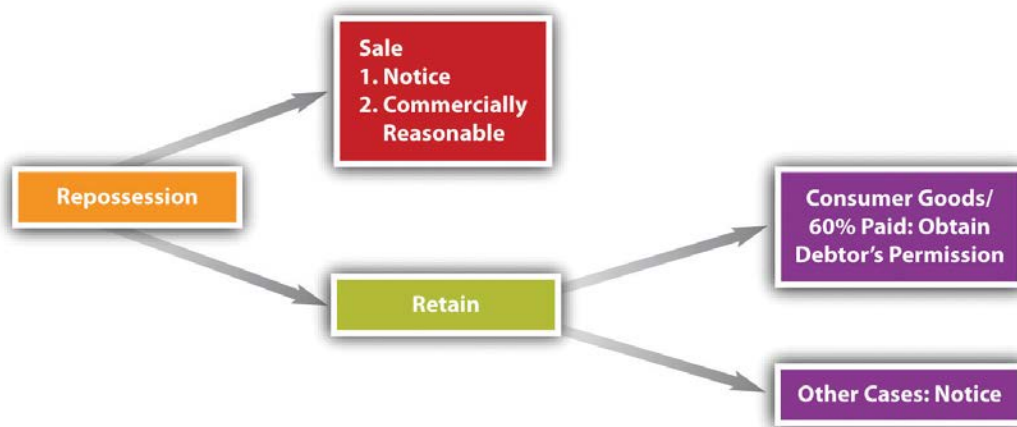 Sale
1. Notice
2. Commercially
Reasonable
Repossession
Consumer Goods/
60% Paid: Obtain
Debtor's Permission
Retain
Other Cases: Notice